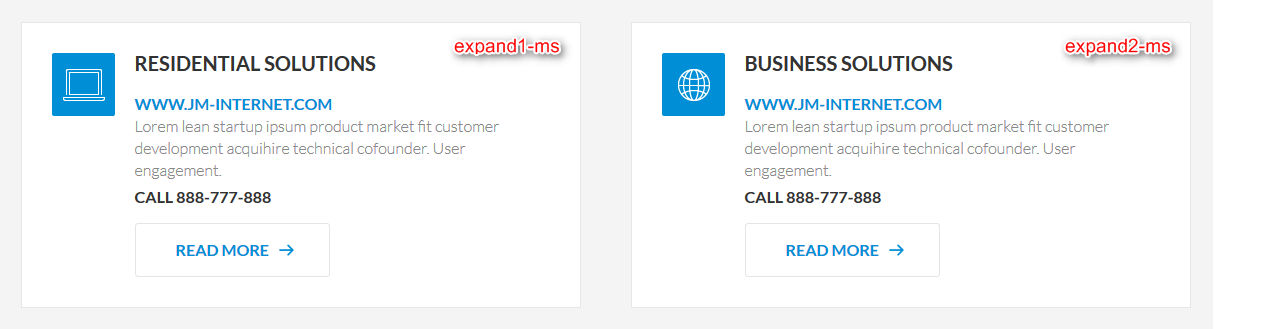 expand1-ms
RESIDENTIAL SOLUTIONS
WWW.JM-INTERNET.COM
Lorem lean startup ipsum product market fit customer
development acquihire technical cofounder. User
engagement.
CALL 888-777-888
READ MORE
expand2-ms
BUSINESS SOLUTIONS
WWW.JM-INTERNET.COM
Lorem lean startup ipsum product market fit customer
development acquihire technical cofounder. User
engagement.
CALL 888-777-888
READ MORE